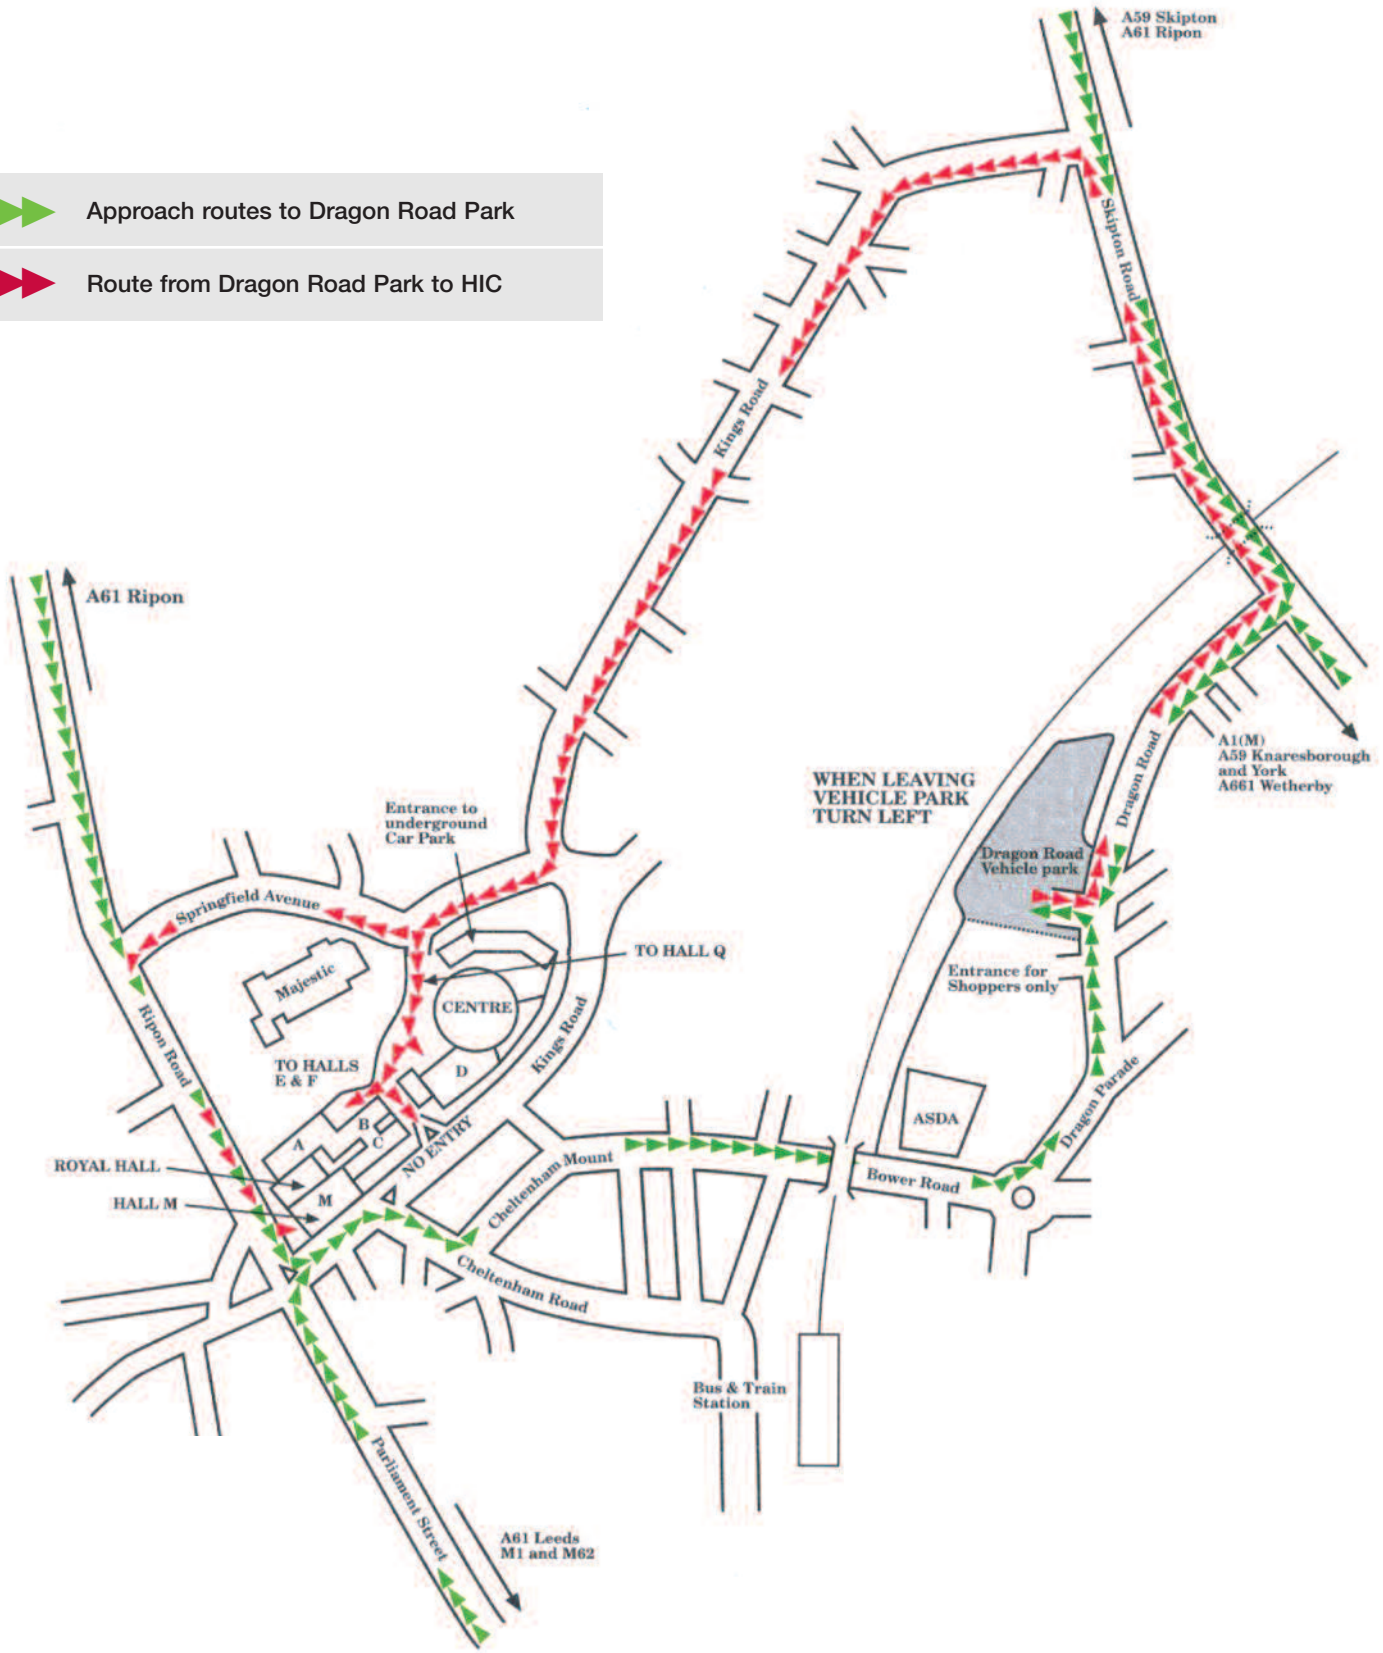 A59 Skipton
A61 Ripon
Approach routes to Dragon Road Park
Route from Dragon Road Park to HIC
Skipton Road
Kings Road
A61 Ripon
A1(M)
A59 Knaresborough
and York
A661 Wetherby
Dragon Road
WHEN LEAVING
VEHICLE PARK
TURN LEFT
Entrance to
underground
Car Park
Dragon Road
Vehicle park
Springfield Avenue
TO HALL Q
Majestic
Entrance for
Shoppers only
CENTRE
Ripon Road
Kings Road
TO HALLS
E & F
D
Dragon Parade
ASDA
B
C
A
NO ENTRY
ROYAL HALL
Cheltenham Mount
Bower Road
M
HALL M
Cheltenham Road
Bus & Train
Station
Parliament Street
A61 Leeds
M1 and M62